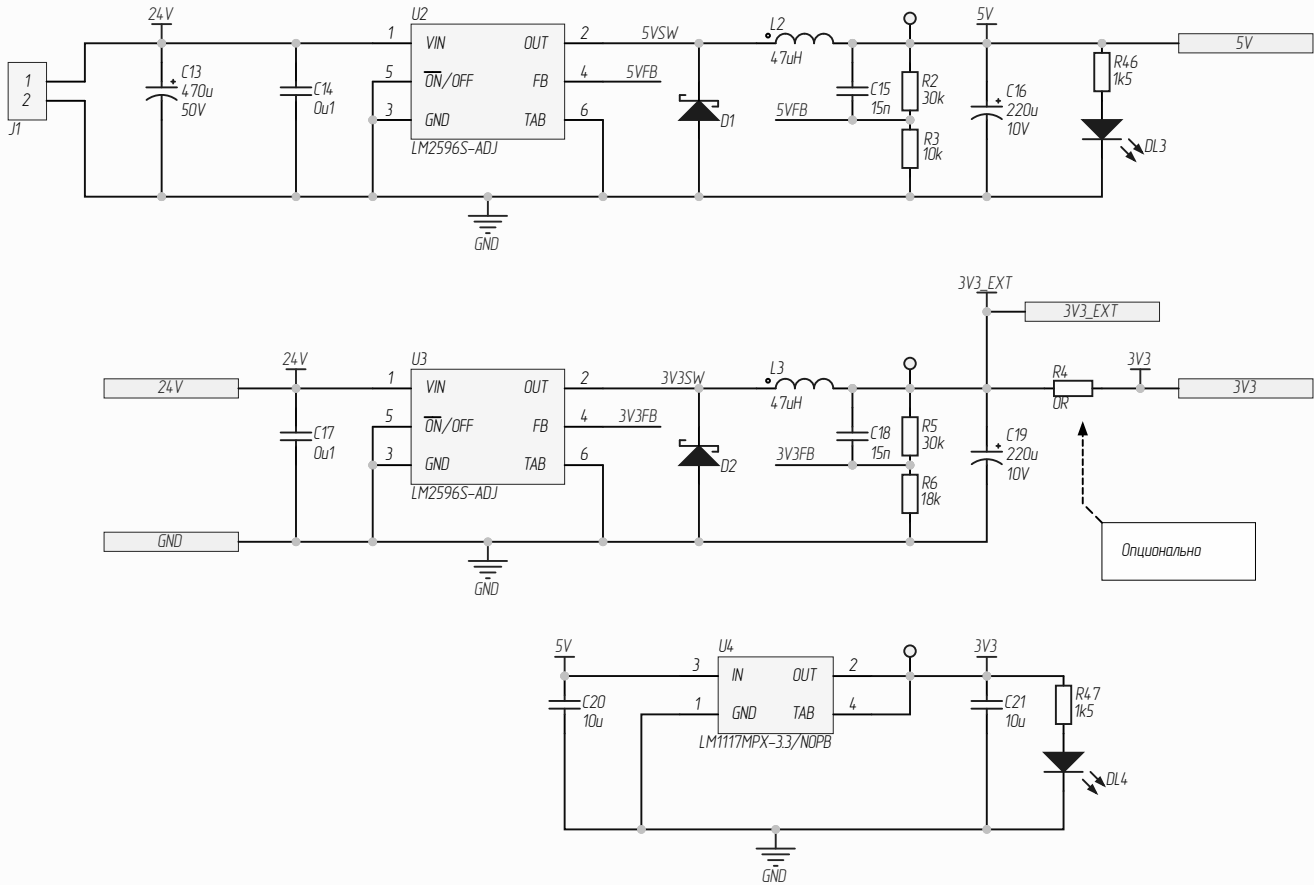 24V
U2
5V
1
VIN
OUT
2
5VSW
L2
47uH
5V
J1
1
2
C13
470u
50V
C14
0u1
5
ON/OFF
FB
4
5VFB
3
GND
TAB
6
LM2596S-ADJ
D1
5VFB
C15
15n
R2
30k
R3
10k
C16
220u
10V
R46
1k5
DL3
GND
3V3_EXT
3V3_EXT
24V
24V
U3
1
VIN
OUT
2
3V3SW
L3
47uH
R4
0R
3V3
3V3
C17
0u1
5
ON/OFF
FB
4
3V3FB
3
GND
TAB
6
LM2596S-ADJ
D2
3V3FB
C18
15n
R5
30k
R6
18k
C19
220u
10V
GND
GND
Опционально
5V
U4
3V3
3
IN
OUT
2
1
GND
TAB
4
LM1117MPX-3.3/NOPB
C20
10u
C21
10u
R47
1k5
DL4
GND